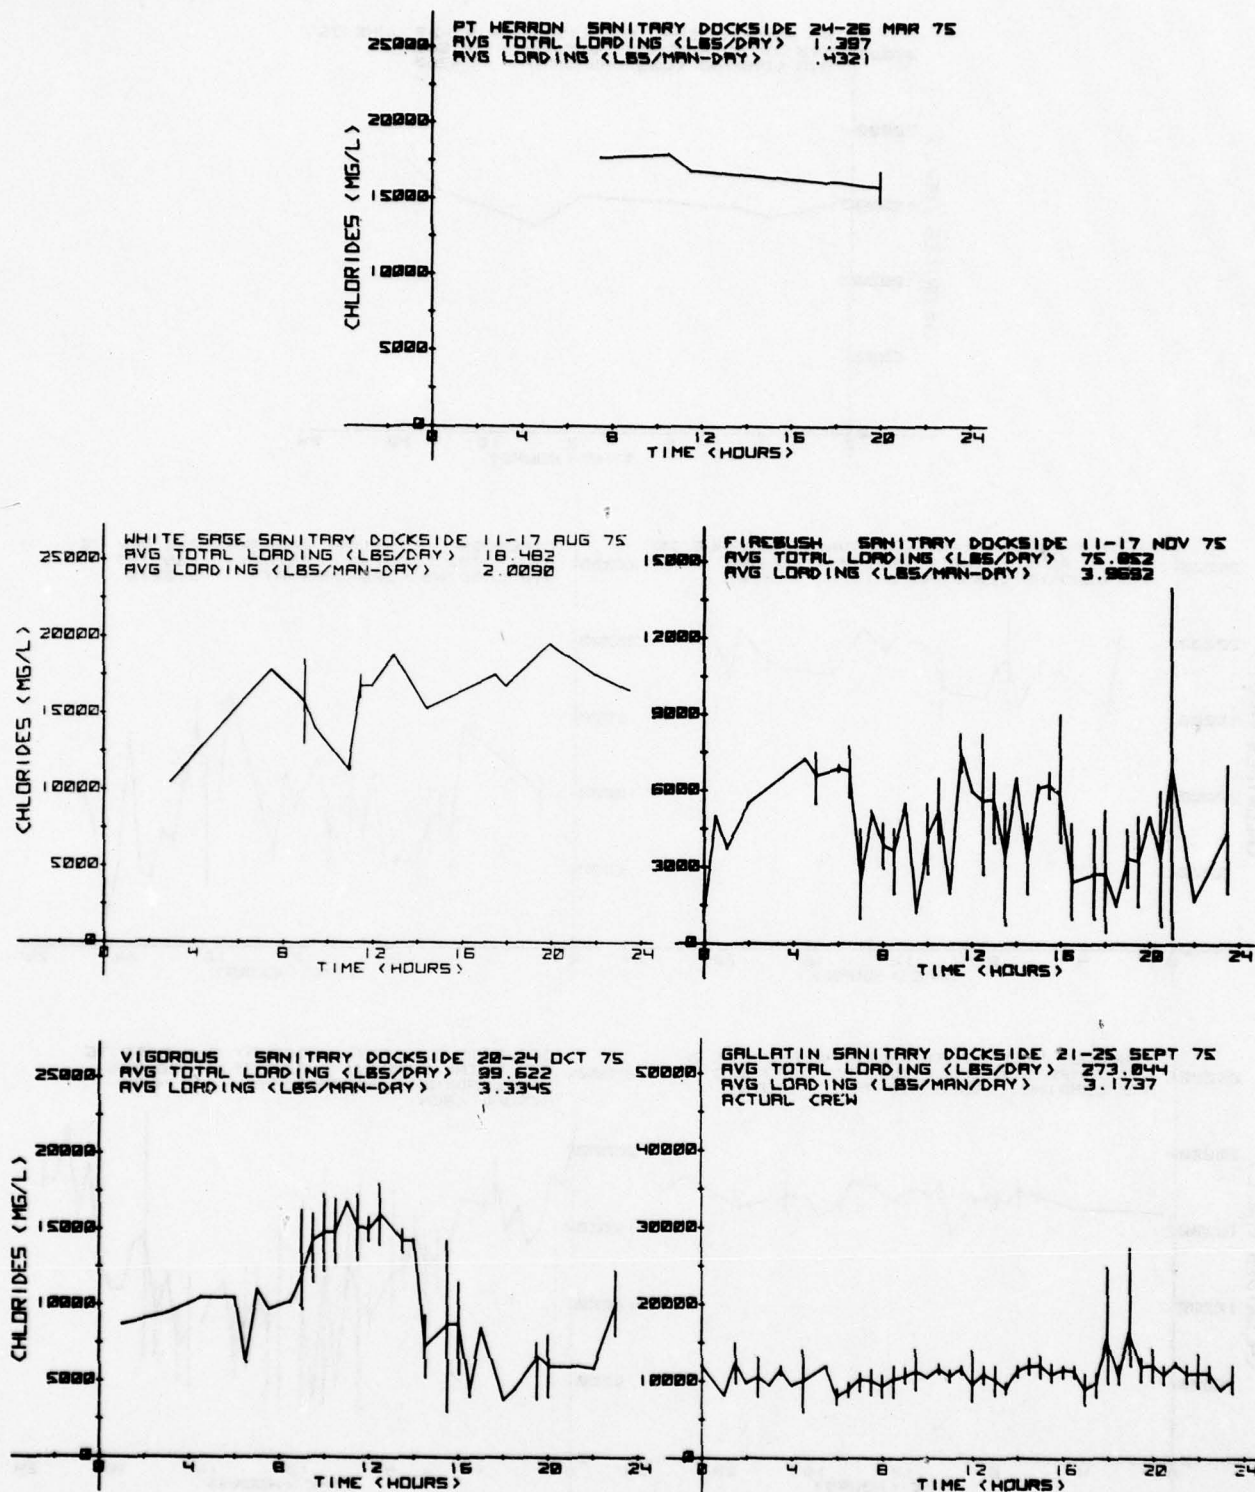 PT HERRON SANITARY DOCKSIDE 24-26 MAR 75
AVG TOTAL LOADING <LBS/DAY> 1.397
AVG LOADING <LBS/MAN-DAY> .4321
CHLORIDES <MG/L>
25000
20000
15000
10000
5000
0
0 4 8 12 16 20 24
TIME <HOURS>
WHITE SAGE SANITARY DOCKSIDE 11-17 AUG 75
AVG TOTAL LOADING <LBS/DAY> 18.482
AVG LOADING <LBS/MAN-DAY> 2.0090
CHLORIDES <MG/L>
25000
20000
15000
10000
5000
0
0 4 8 12 16 20 24
TIME <HOURS>
FIREBUSH SANITARY DOCKSIDE 11-17 NOV 75
AVG TOTAL LOADING <LBS/DAY> 75.052
AVG LOADING <LBS/MAN-DAY> 3.9692
15000
12000
9000
6000
3000
0
0 4 8 12 16 20 24
TIME <HOURS>
VIGOROUS SANITARY DOCKSIDE 20-24 OCT 75
AVG TOTAL LOADING <LBS/DAY> 99.622
AVG LOADING <LBS/MAN-DAY> 3.3345
CHLORIDES <MG/L>
25000
20000
15000
10000
5000
0
0 4 8 12 16 20 24
TIME <HOURS>
GALLATIN SANITARY DOCKSIDE 21-25 SEPT 75
AVG TOTAL LOADING <LBS/DAY> 273.044
AVG LOADING <LBS/MAN/DAY> 3.1737
ACTUAL CREW
50000
40000
30000
20000
10000
0
0 4 8 12 16 20 24
TIME <HOURS>